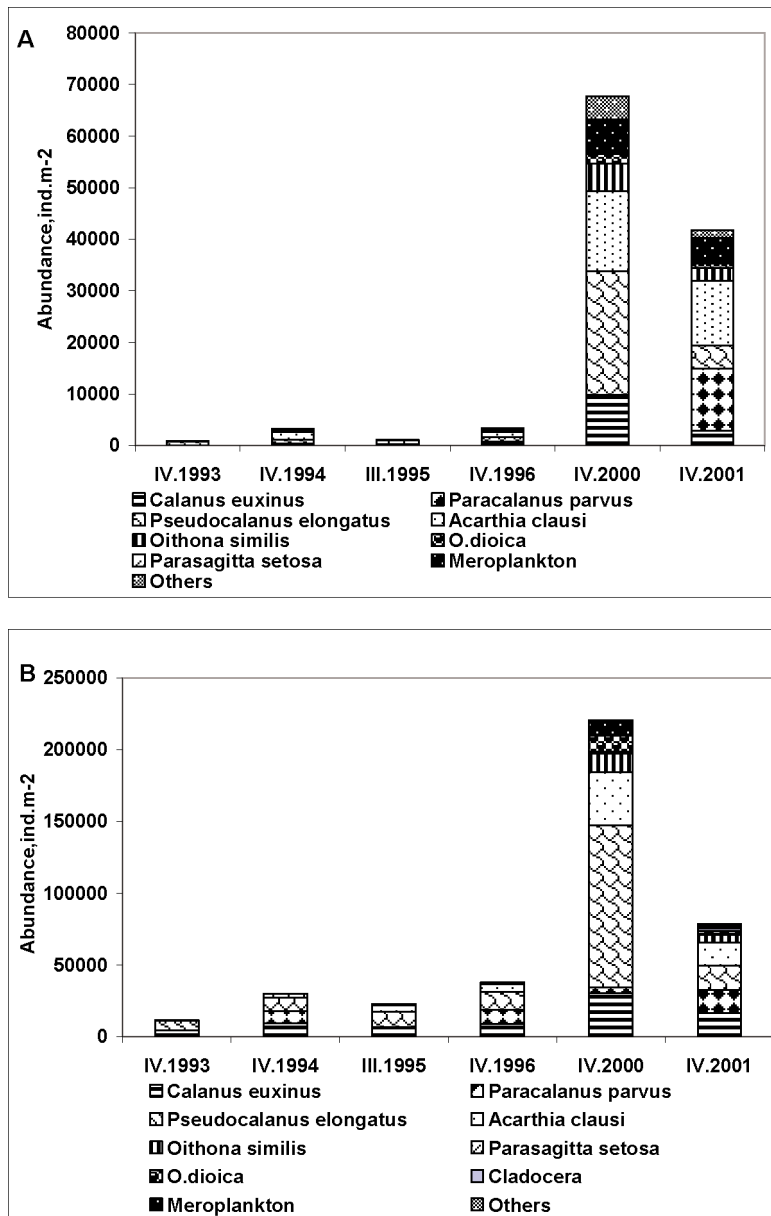 A
80000
70000
60000
50000
40000
30000
20000
10000
0
Abundance,ind.m-2
IV.1993 IV.1994 III.1995 IV.1996 IV.2000 IV.2001
Calanus euxinus Paracalanus parvus
Pseudocalanus elongatus Acarthia clausi
Oithona similis O.dioica
Parasagitta setosa Meroplankton
Others
B
250000
200000
150000
100000
50000
0
Abundance,ind.m-2
IV.1993 IV.1994 III.1995 IV.1996 IV.2000 IV.2001
Calanus euxinus Paracalanus parvus
Pseudocalanus elongatus Acarthia clausi
Oithona similis Parasagitta setosa
O.dioica Cladocera
Meroplankton Others